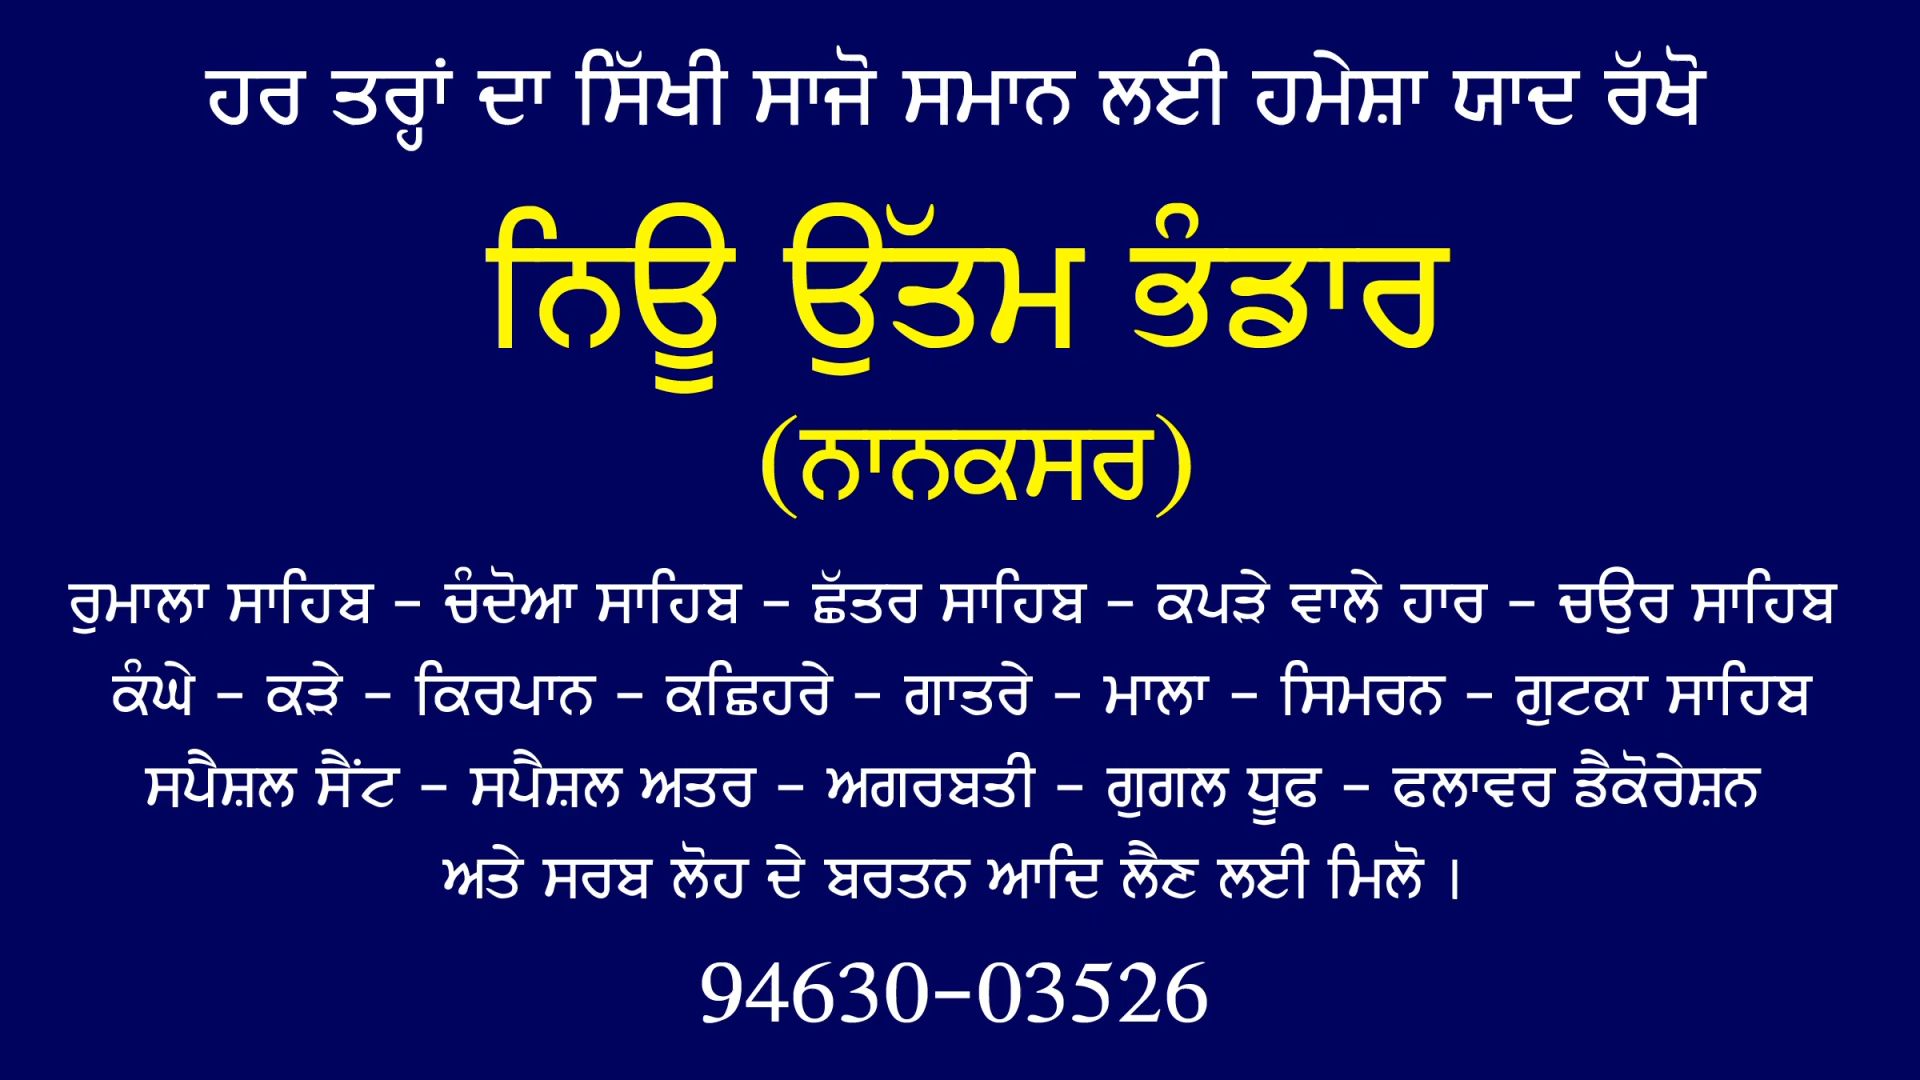 ਹਰ ਤਰ੍ਹਾਂ ਦਾ ਸਿੱਖੀ ਸਾਜੋ ਸਮਾਨ ਲਈ ਹਮੇਸ਼ਾ ਯਾਦ ਰੱਖੋ
ਨਿਊ ਉੱਤਮ ਭੰਡਾਰ
(ਨਾਨਕਸਰ)
ਰੁਮਾਲਾ ਸਾਹਿਬ - ਚੰਦੋਆ ਸਾਹਿਬ - ਛੱਤਰ ਸਾਹਿਬ - ਕਪੜੇ ਵਾਲੇ ਹਾਰ - ਚਉਰ ਸਾਹਿਬ
ਕੰਘੇ - ਕੜੇ - ਕਿਰਪਾਨ - ਕਛਿਹਰੇ - ਗਾਤਰੇ - ਮਾਲਾ - ਸਿਮਰਨ - ਗੁਟਕਾ ਸਾਹਿਬ
ਸਪੈਸ਼ਲ ਸੈਂਟ - ਸਪੈਸ਼ਲ ਅਤਰ - ਅਗਰਬਤੀ - ਗੁਗਲ ਧੂਫ - ਫਲਾਵਰ ਡੈਕੋਰੇਸ਼ਨ
ਅਤੇ ਸਰਬ ਲੋਹ ਦੇ ਬਰਤਨ ਆਦਿ ਲੈਣ ਲਈ ਮਿਲੋ ।
94630-03526